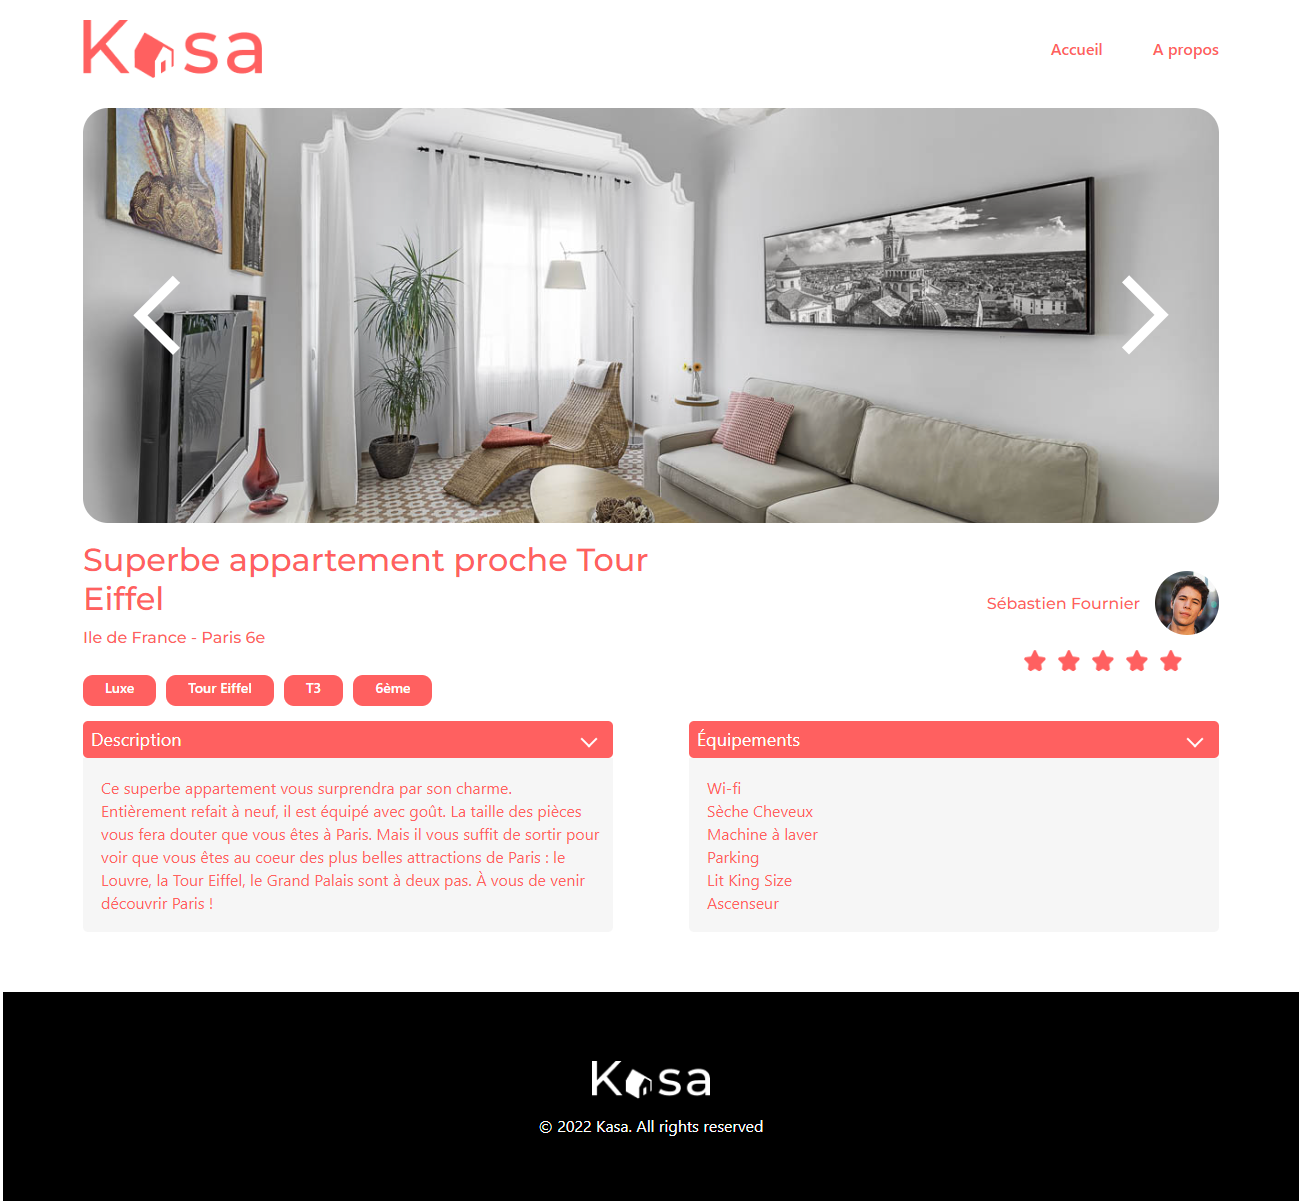 Kasa
Accueil
A propos
Superbe appartement proche Tour
Eiffel
Ile de France - Paris 6e
Sébastien Fournier
Luxe
Tour Eiffel
T3
6ème
Description
Ce superbe appartement vous surprendra par son charme.
Entièrement refait à neuf, il est équipé avec goût. La taille des pièces
vous fera douter que vous êtes à Paris. Mais il vous suffit de sortir pour
voir que vous êtes au coeur des plus belles attractions de Paris : le
Louvre, la Tour Eiffel, le Grand Palais sont à deux pas. À vous de venir
découvrir Paris !
Équipements
Wi-fi
Sèche Cheveux
Machine à laver
Parking
Lit King Size
Ascenseur
Kasa
© 2022 Kasa. All rights reserved